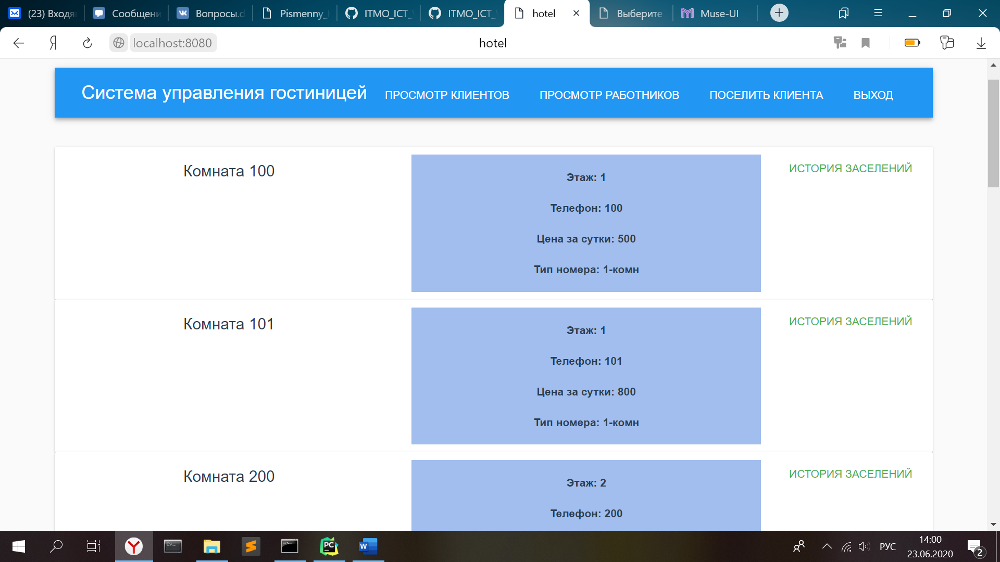 (23) Входя
Сообщени
Вопросы.d
Pismenny_
ITMO_ICT_
ITMO_ICT_
hotel
Выберите
Muse-UI
localhost:8080
hotel
Система управления гостиницей
ПРОСМОТР КЛИЕНТОВ
ПРОСМОТР РАБОТНИКОВ
ПОСЕЛИТЬ КЛИЕНТА
ВЫХОД
Комната 100
Этаж: 1
Телефон: 100
Цена за сутки: 500
Тип номера: 1-комн
ИСТОРИЯ ЗАСЕЛЕНИЙ
Комната 101
Этаж: 1
Телефон: 101
Цена за сутки: 800
Тип номера: 1-комн
ИСТОРИЯ ЗАСЕЛЕНИЙ
Комната 200
Этаж: 2
Телефон: 200
ИСТОРИЯ ЗАСЕЛЕНИЙ
РУС
14:00
23.06.2020
2